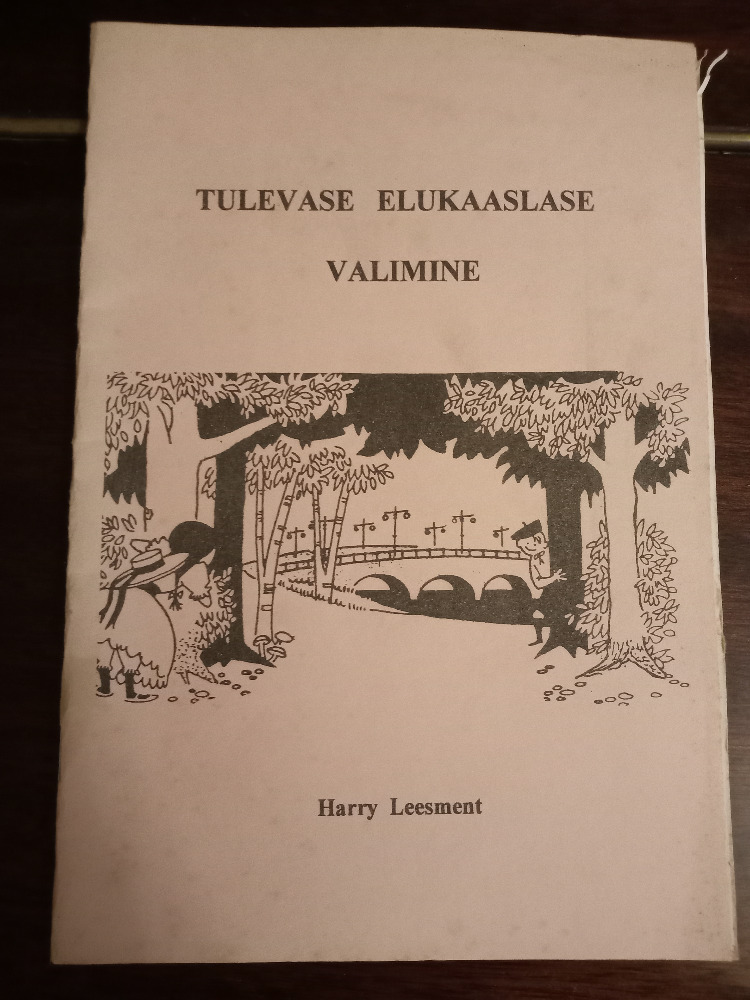 TULEVASE ELUKAASLASE
VALIMINE
Harry Leesment